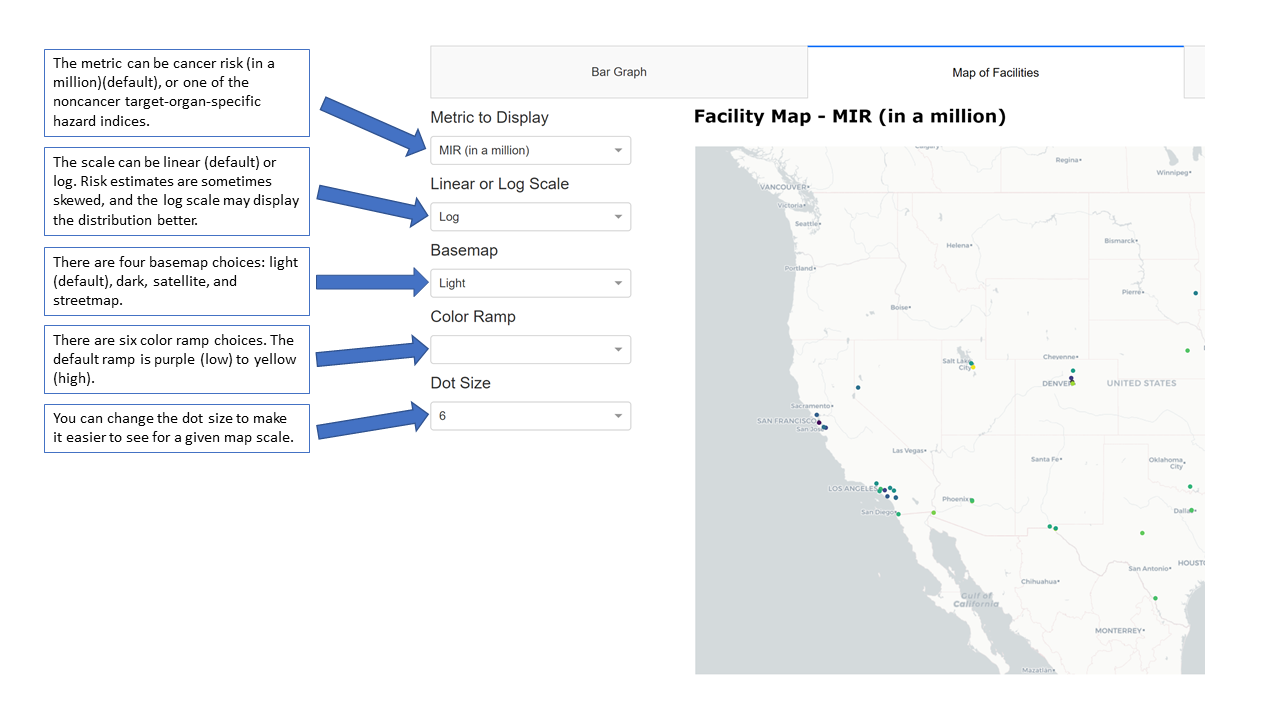 The metric can be cancer risk (in a
million)(default), or one of the
noncancer target-organ-specific
hazard indices.
The scale can be linear (default) or
log. Risk estimates are sometimes
skewed, and the log scale may display
the distribution better.
There are four basemap choices: light
(default), dark, satellite, and
streetmap.
There are six color ramp choices. The
default ramp is purple (low) to yellow
(high).
You can change the dot size to make
it easier to see for a given map scale.
Bar Graph
Map of Facilities
Metric to Display
MIR (in a million)
Linear or Log Scale
Log
Basemap
Light
Color Ramp
Dot Size
6
Facility Map - MIR (in a million)
Calgary
Regina
Winnipeg
VANCOUVER
Victoria
Seattle
Helena
Bismarck
Portland
Pierre
Boise
Salt Lake
City
Cheyenne
DENVER
UNITED STATES
Sacramento
SAN FRANCISCO
San Jose
Las Vegas
Santa Fe
Oklahoma
City
LOS ANGELES
Phoenix
San Diego
Dallas
San Antonio
HOUST
Chihuahua
Gulf of
California
MONTERREY
Mazatlan